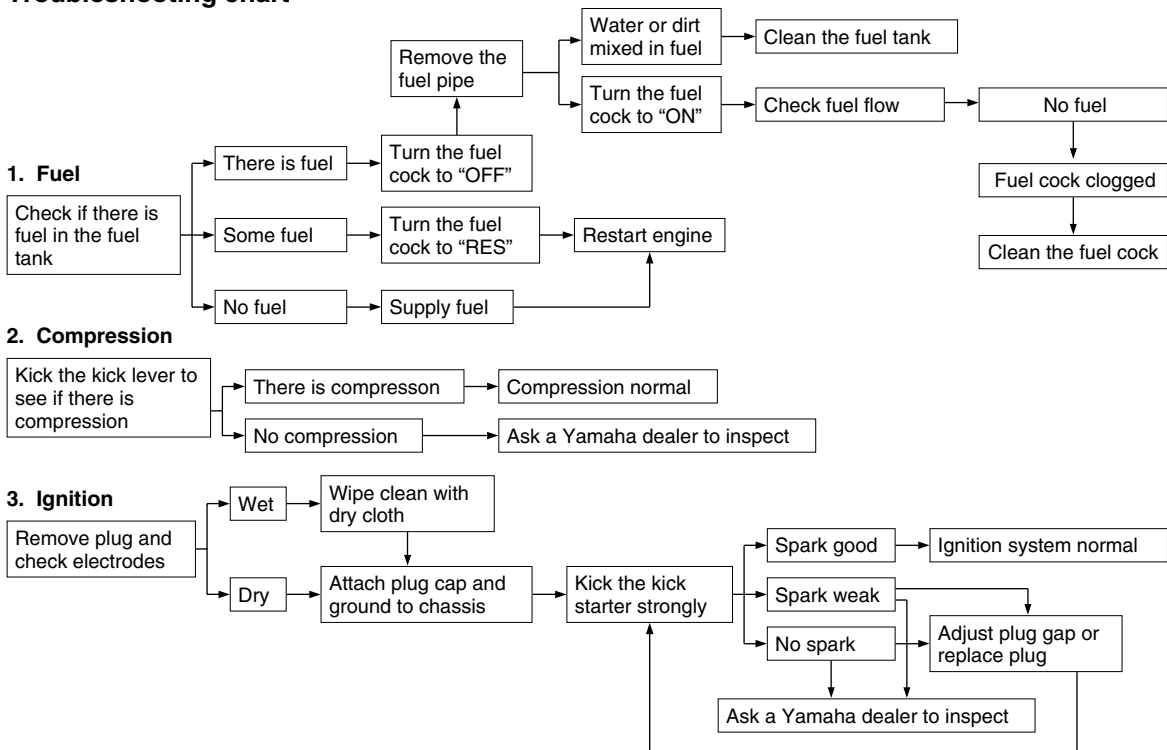 Troubleshooting chart
1. Fuel
Check if there is
fuel in the fuel
tank
There is fuel
Turn the fuel
cock to “OFF”
Remove the
fuel pipe
Water or dirt
mixed in fuel
Clean the fuel tank
Turn the fuel
cock to “ON”
Check fuel flow
No fuel
Fuel cock clogged
Clean the fuel cock
Some fuel
Turn the fuel
cock to “RES”
Restart engine
No fuel
Supply fuel
2. Compression
Kick the kick lever to
see if there is
compression
There is compresson
Compression normal
No compression
Ask a Yamaha dealer to inspect
3. Ignition
Remove plug and
check electrodes
Wet
Wipe clean with
dry cloth
Dry
Attach plug cap and
ground to chassis
Kick the kick
starter strongly
Spark good
Ignition system normal
Spark weak
No spark
Adjust plug gap or
replace plug
Ask a Yamaha dealer to inspect